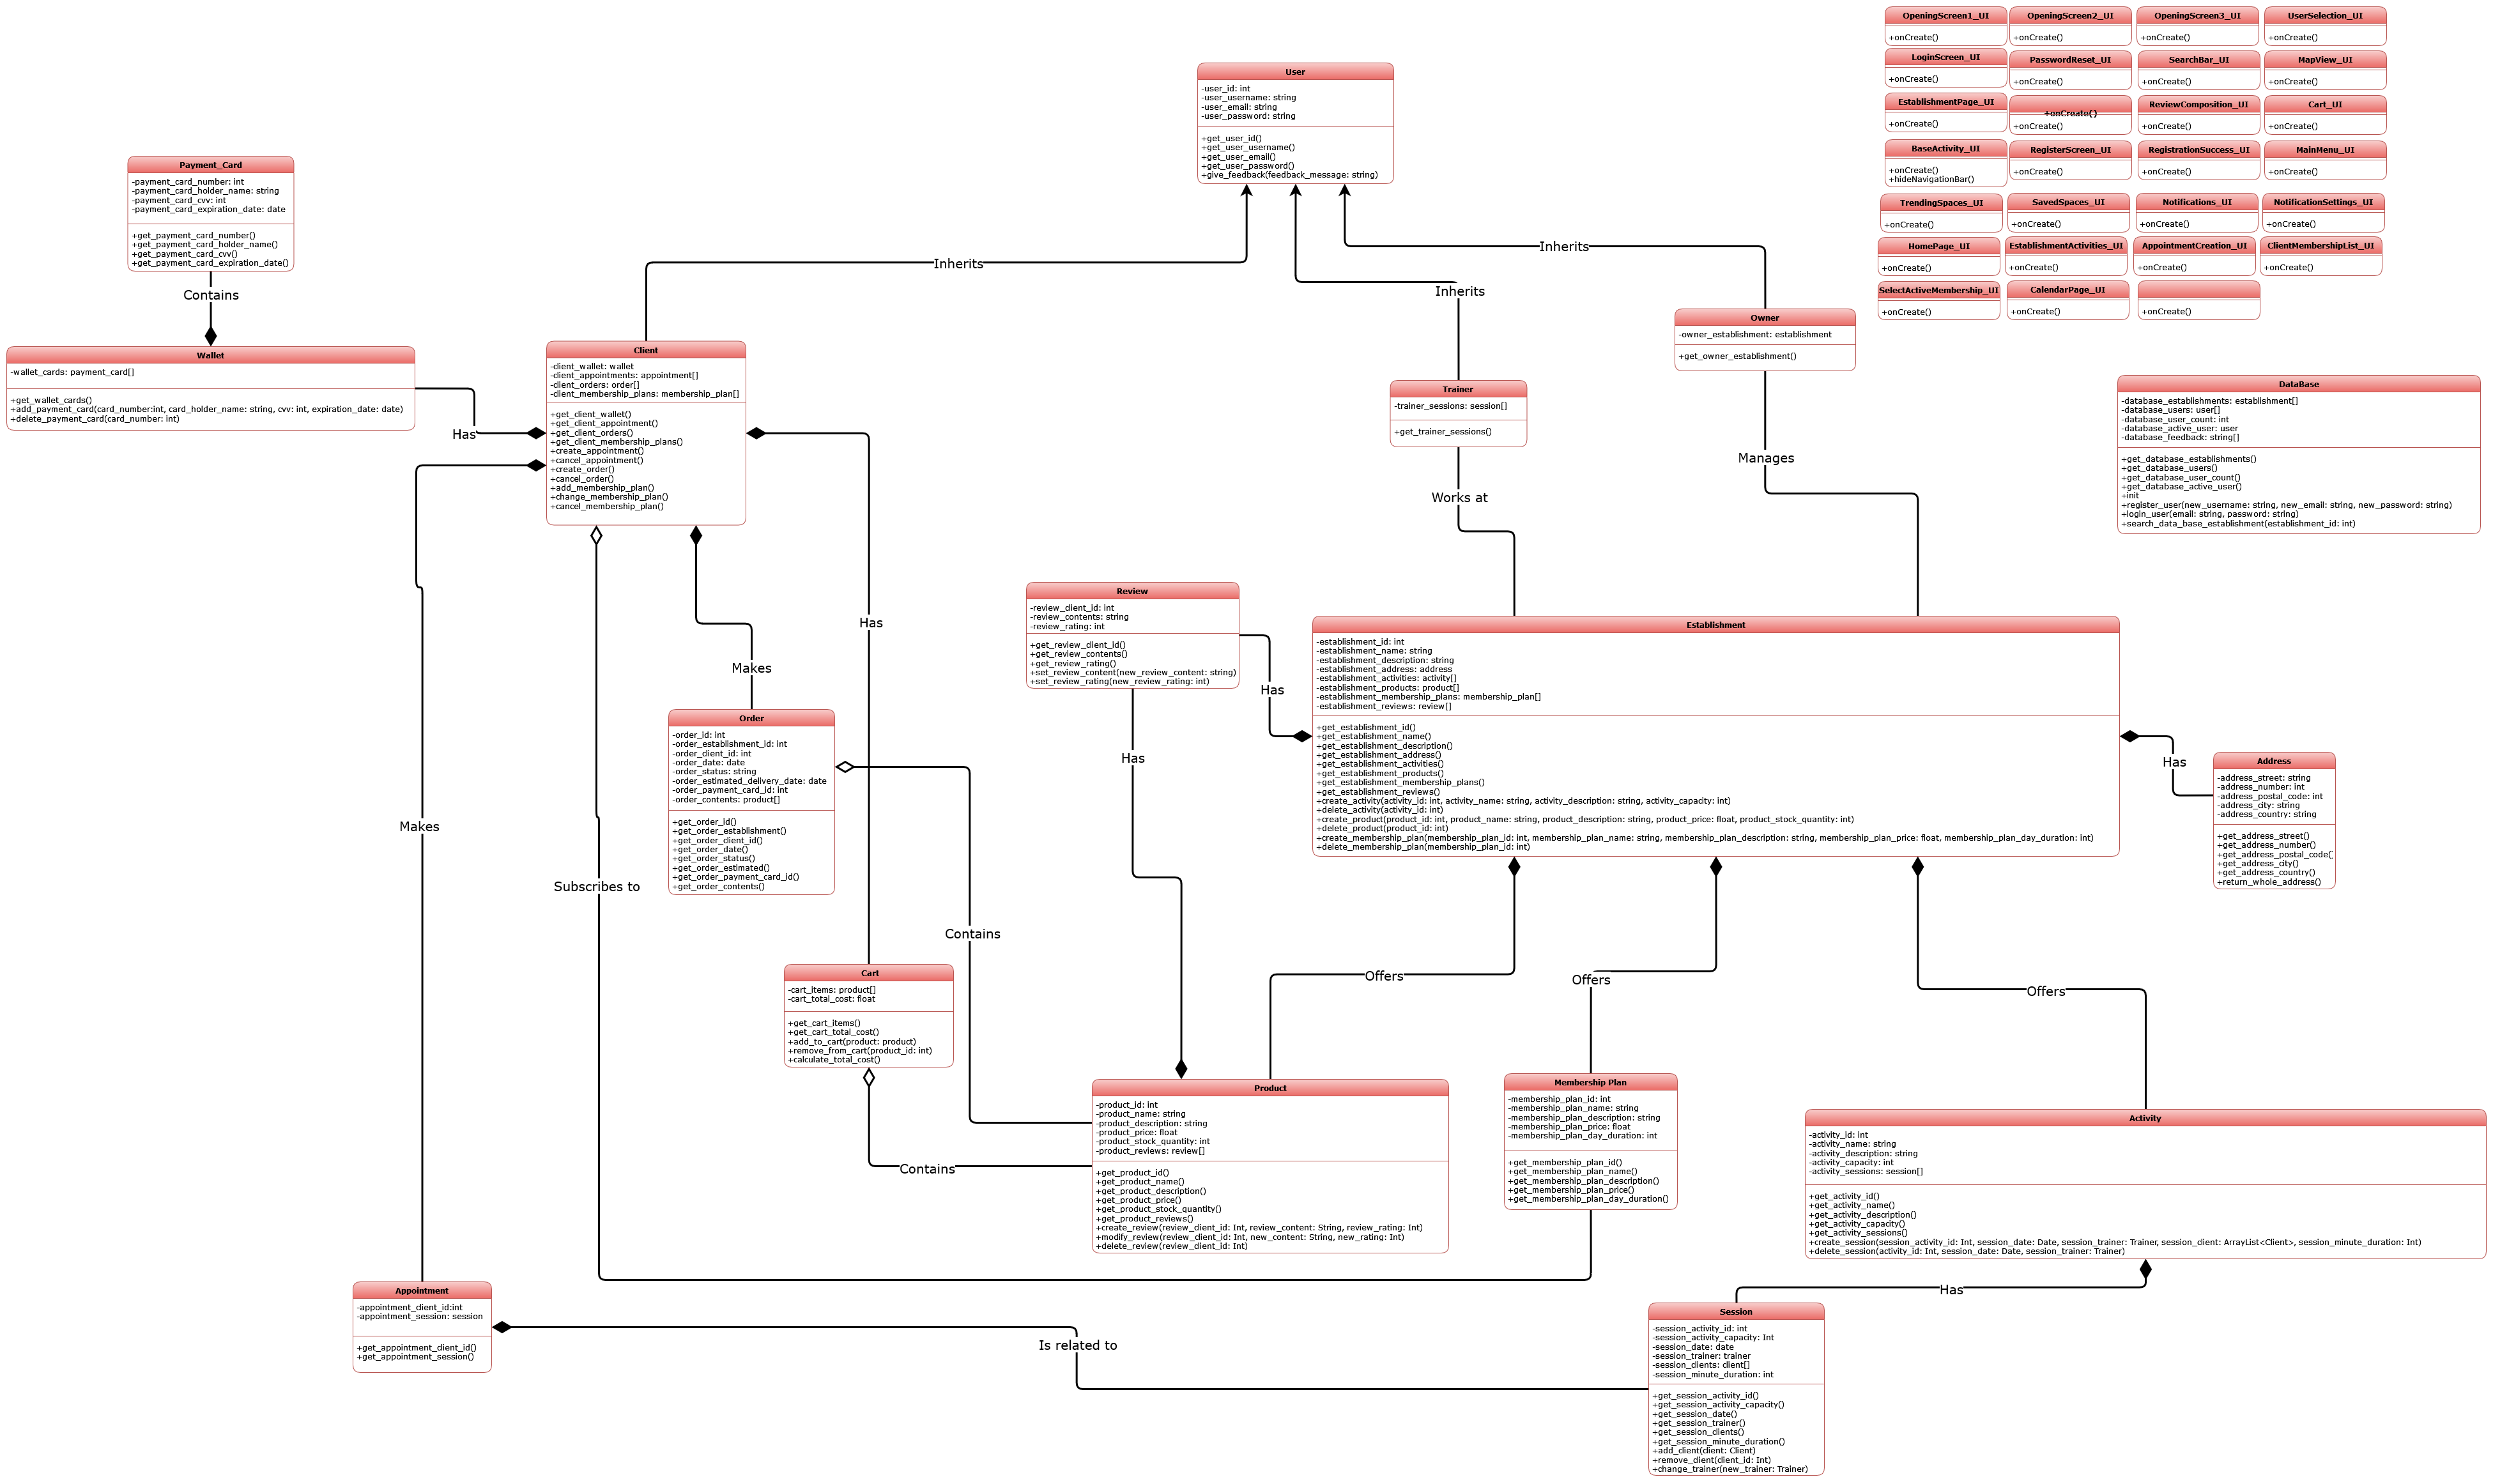 OpeningScreen1_UI
+onCreate()
OpeningScreen2_UI
+onCreate()
OpeningScreen3_UI
+onCreate()
UserSelection_UI
+onCreate()
LoginScreen_UI
+onCreate()
PasswordReset_UI
+onCreate()
SearchBar_UI
+onCreate()
MapView_UI
+onCreate()
EstablishmentPage_UI
+onCreate()
+onCreate()
+onCreate()
ReviewComposition_UI
+onCreate()
Cart_UI
+onCreate()
BaseActivity_UI
+onCreate()
+hideNavigationBar()
RegisterScreen_UI
+onCreate()
RegistrationSuccess_UI
+onCreate()
MainMenu_UI
+onCreate()
TrendingSpaces_UI
+onCreate()
SavedSpaces_UI
+onCreate()
Notifications_UI
+onCreate()
NotificationSettings_UI
+onCreate()
HomePage_UI
+onCreate()
EstablishmentActivities_UI
+onCreate()
AppointmentCreation_UI
+onCreate()
ClientMembershipList_UI
+onCreate()
SelectActiveMembership_UI
+onCreate()
CalendarPage_UI
+onCreate()
+onCreate()
User
-user_id: int
-user_username: string
-user_email: string
-user_password: string
+get_user_id()
+get_user_username()
+get_user_email()
+get_user_password()
+give_feedback(feedback_message: string)
Payment_Card
-payment_card_number: int
-payment_card_holder_name: string
-payment_card_cvv: int
-payment_card_expiration_date: date
+get_payment_card_number()
+get_payment_card_holder_name()
+get_payment_card_cvv()
+get_payment_card_expiration_date()
Contains
Inherits
Inherits
Inherits
Wallet
-wallet_cards: payment_card[]
+get_wallet_cards()
+add_payment_card(card_number:int, card_holder_name: string, cvv: int, expiration_date: date)
+delete_payment_card(card_number: int)
Has
Client
-client_wallet: wallet
-client_appointments: appointment[]
-client_orders: order[]
-client_membership_plans: membership_plan[]
+get_client_wallet()
+get_client_appointment()
+get_client_orders()
+get_client_membership_plans()
+create_appointment()
+cancel_appointment()
+create_order()
+cancel_order()
+add_membership_plan()
+change_membership_plan()
+cancel_membership_plan()
Owner
-owner_establishment: establishment
+get_owner_establishment()
Trainer
-trainer_sessions: session[]
+get_trainer_sessions()
Manages
Works at
DataBase
-database_establishments: establishment[]
-database_users: user[]
-database_user_count: int
-database_active_user: user
-database_feedback: string[]
+get_database_establishments()
+get_database_users()
+get_database_user_count()
+get_database_active_user()
+init
+register_user(new_username: string, new_email: string, new_password: string)
+login_user(email: string, password: string)
+search_data_base_establishment(establishment_id: int)
Review
-review_client_id: int
-review_contents: string
-review_rating: int
+get_review_client_id()
+get_review_contents()
+get_review_rating()
+set_review_content(new_review_content: string)
+set_review_rating(new_review_rating: int)
Has
Makes
Has
Has
Establishment
-establishment_id: int
-establishment_name: string
-establishment_description: string
-establishment_address: address
-establishment_activities: activity[]
-establishment_products: product[]
-establishment_membership_plans: membership_plan[]
-establishment_reviews: review[]
+get_establishment_id()
+get_establishment_name()
+get_establishment_description()
+get_establishment_address()
+get_establishment_activities()
+get_establishment_products()
+get_establishment_membership_plans()
+get_establishment_reviews()
+create_activity(activity_id: int, activity_name: string, activity_description: string, activity_capacity: int)
+delete_activity(activity_id: int)
+create_product(product_id: int, product_name: string, product_description: string, product_price: float, product_stock_quantity: int)
+delete_product(product_id: int)
+create_membership_plan(membership_plan_id: int, membership_plan_name: string, membership_plan_description: string, membership_plan_price: float, membership_plan_day_duration: int)
+delete_membership_plan(membership_plan_id: int)
Has
Address
-address_street: string
-address_number: int
-address_postal_code: int
-address_city: string
-address_country: string
+get_address_street()
+get_address_number()
+get_address_postal_code(
+get_address_city()
+get_address_country()
+return_whole_address()
Order
-order_id: int
-order_establishment_id: int
-order_client_id: int
-order_date: date
-order_status: string
-order_estimated_delivery_date: date
-order_payment_card_id: int
-order_contents: product[]
+get_order_id()
+get_order_establishment()
+get_order_client_id()
+get_order_date()
+get_order_status()
+get_order_estimated()
+get_order_payment_card_id()
+get_order_contents()
Makes
Subscribes to
Contains
Offers
Offers
Offers
Cart
-cart_items: product[]
-cart_total_cost: float
+get_cart_items()
+get_cart_total_cost()
+add_to_cart(product: product)
+remove_from_cart(product_id: int)
+calculate_total_cost()
Contains
Product
-product_id: int
-product_name: string
-product_description: string
-product_price: float
-product_stock_quantity: int
-product_reviews: review[]
+get_product_id()
+get_product_name()
+get_product_description()
+get_product_price()
+get_product_stock_quantity()
+get_product_reviews()
+create_review(review_client_id: Int, review_content: String, review_rating: Int)
+modify_review(review_client_id: Int, new_content: String, new_rating: Int)
+delete_review(review_client_id: Int)
Membership Plan
-membership_plan_id: int
-membership_plan_name: string
-membership_plan_description: string
-membership_plan_price: float
-membership_plan_day_duration: int
+get_membership_plan_id()
+get_membership_plan_name()
+get_membership_plan_description()
+get_membership_plan_price()
+get_membership_plan_day_duration()
Activity
-activity_id: int
-activity_name: string
-activity_description: string
-activity_capacity: int
-activity_sessions: session[]
+get_activity_id()
+get_activity_name()
+get_activity_description()
+get_activity_capacity()
+get_activity_sessions()
+create_session(session_activity_id: Int, session_date: Date, session_trainer: Trainer, session_client: ArrayList<Client>, session_minute_duration: Int)
+delete_session(activity_id: Int, session_date: Date, session_trainer: Trainer)
Has
Appointment
-appointment_client_id:int
-appointment_session: session
+get_appointment_client_id()
+get_appointment_session()
Is related to
Session
-session_activity_id: int
-session_activity_capacity: Int
-session_date: date
-session_trainer: trainer
-session_clients: client[]
-session_minute_duration: int
+get_session_activity_id()
+get_session_activity_capacity()
+get_session_date()
+get_session_trainer()
+get_session_clients()
+get_session_minute_duration()
+add_client(client: Client)
+remove_client(client_id: Int)
+change_trainer(new_trainer: Trainer)